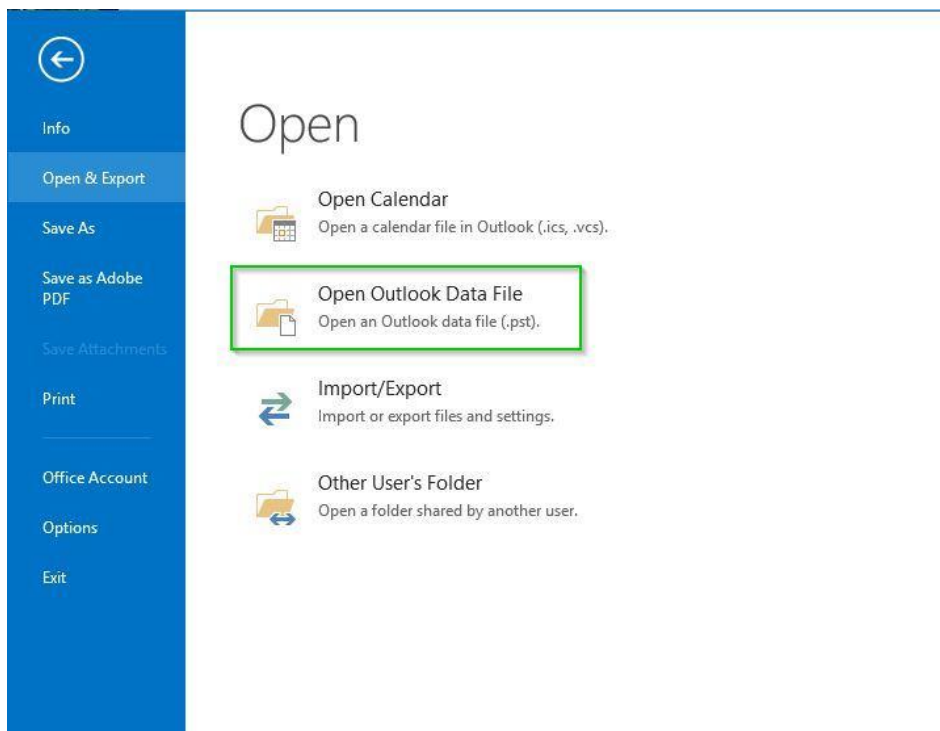 Info
Open & Export
Save As
Save as Adobe
PDF
Save Attachments
Print
Office Account
Options
Exit
Open
Open Calendar
Open a calendar file in Outlook (.ics, .vcs).
Open Outlook Data File
Open an Outlook data file (.pst).
Import/Export
Import or export files and settings.
Other User's Folder
Open a folder shared by another user.